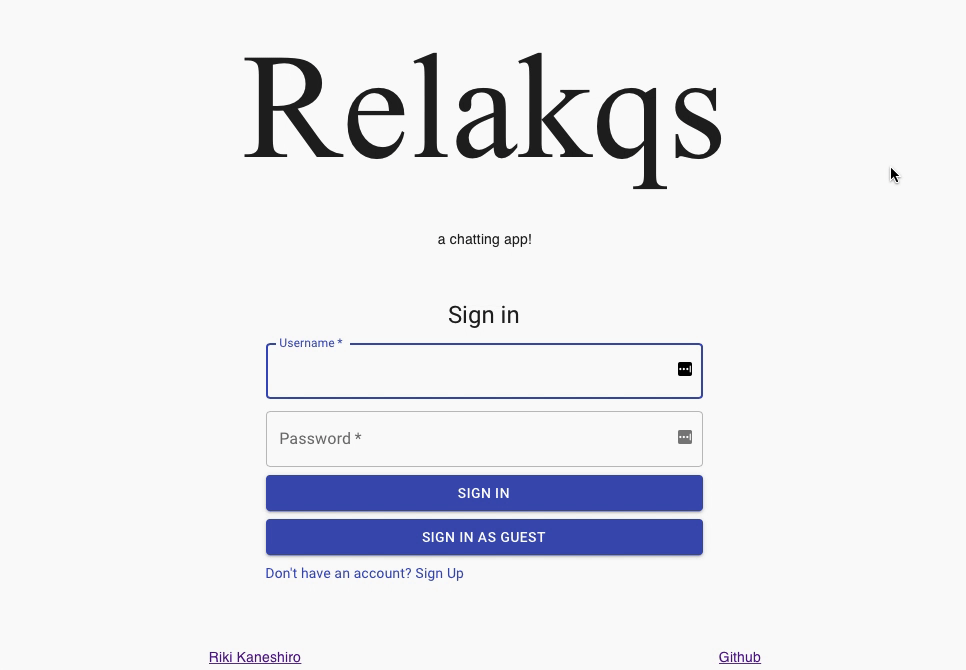 Relakqs
a chatting app!
Sign in
Username *
Password *
SIGN IN
SIGN IN AS GUEST
Don't have an account? Sign Up
Riki Kaneshiro Github